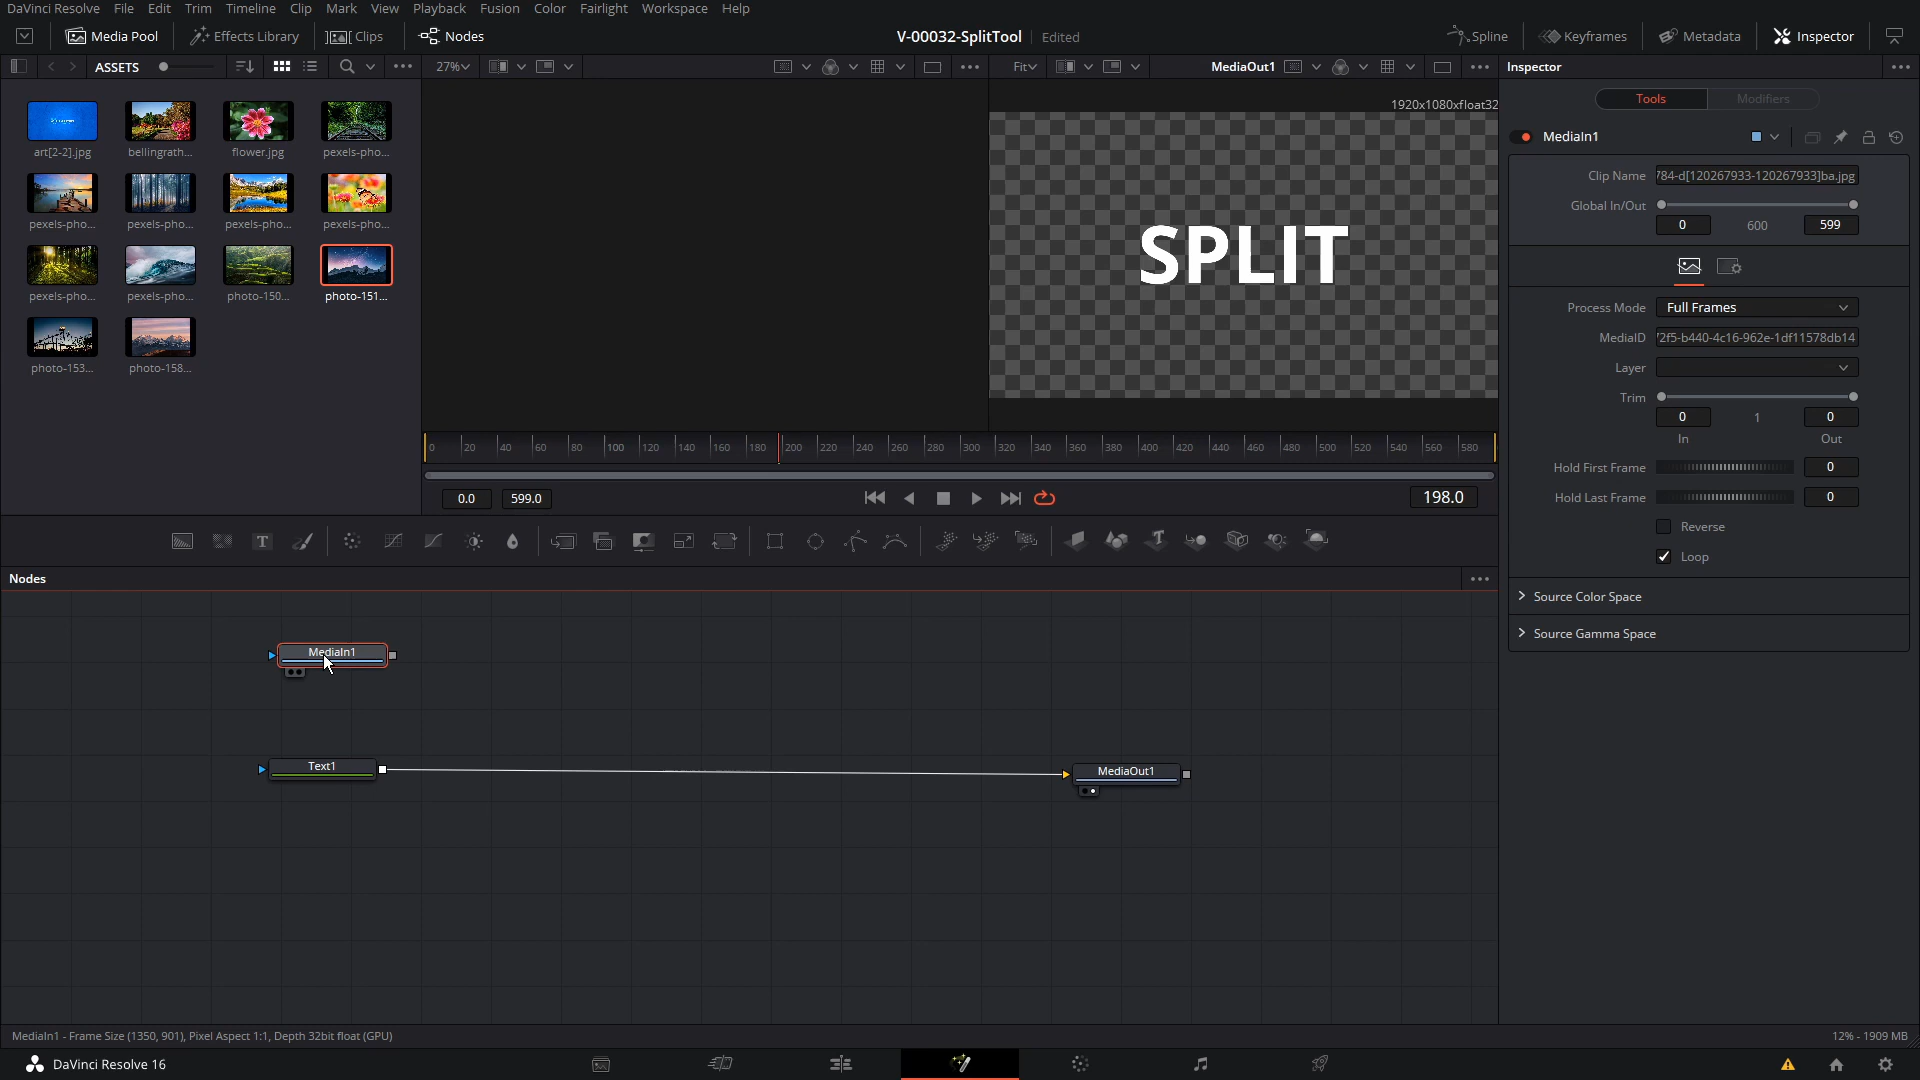 DaVinci Resolve File Edit Trim Timeline Clip Mark View Playback Fusion Color Fairlight Workspace Help
Media Pool Effects Library Clips Nodes V-00032-SplitTool Edited Spline Keyframes Metadata Inspector
ASSETS 27% Fit MediaOut1 Inspector
1920x1080xfloat32
Tools Modifiers
MediaIn1
art[2-2].jpg bellingrath... flower.jpg pexels-pho...
Clip Name 784-d[120267933-120267933]ba.jpg
Global In/Out
0 600 599
pexels-pho... pexels-pho... pexels-pho... pexels-pho...
SPLIT
pexels-pho... pexels-pho... photo-150... photo-151...
Process Mode Full Frames
MediaID 2f5-b440-4c16-962e-1df11578db14
Layer
photo-153... photo-158...
Trim
0 1 0
In Out
0 20 40 60 80 100 120 140 160 180 200 220 240 260 280 300 320 340 360 380 400 420 440 460 480 500 520 540 560 580
Hold First Frame 0
0.0 599.0 198.0
Hold Last Frame 0
Reverse
Loop
T
Nodes
Source Color Space
Source Gamma Space
MediaIn1
Text1
MediaOut1
MediaIn1 - Frame Size (1350, 901), Pixel Aspect 1:1, Depth 32bit float (GPU) 12% - 1909 MB
DaVinci Resolve 16